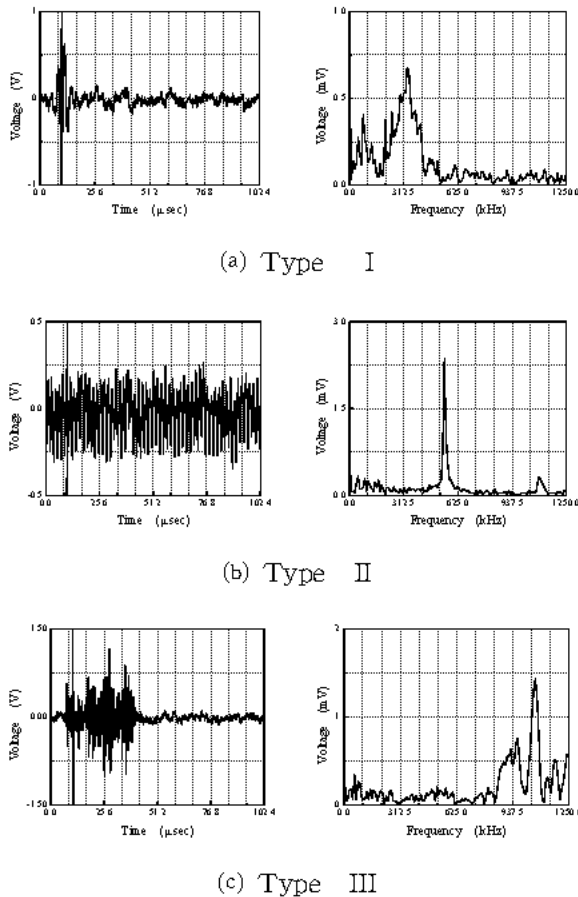 1
0
-1
Voltage (V)
0.0 25.6 51.2 76.8 102.4
Time (μsec)
1.0
0.5
0.0
Voltage (mV)
0.0 312.5 625.0 937.5 1250.0
Frequency (kHz)
(a) Type I
0.5
0.0
-0.5
Voltage (V)
0.0 25.6 51.2 76.8 102.4
Time (μsec)
3.0
1.5
0.0
Voltage (mV)
0.0 312.5 625.0 937.5 1250.0
Frequency (kHz)
(b) Type II
1.50
0.00
-1.50
Voltage (V)
0.0 25.6 51.2 76.8 102.4
Time (μsec)
2
1
0
Voltage (mV)
0.0 312.5 625.0 937.5 1250.0
Frequency (kHz)
(c) Type III